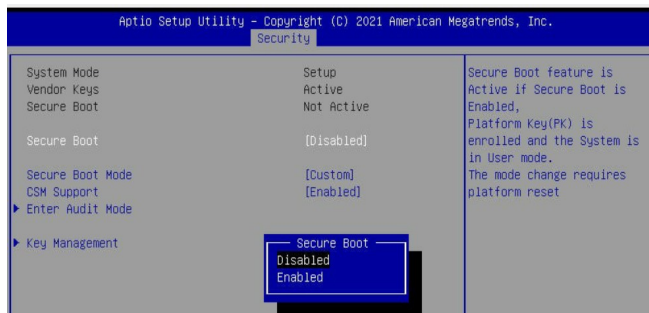 Aptio Setup Utility – Copyright (C) 2021 American Megatrends, Inc.
Security
System Mode Setup
Vendor Keys Active
Secure Boot Not Active
Secure Boot [Disabled]
Secure Boot Mode [Custom]
CSM Support [Enabled]
Enter Audit Mode
Key Management
Secure Boot feature is
Active if Secure Boot is
Enabled,
Platform Key(PK) is
enrolled and the System is
in User mode.
The mode change requires
platform reset
Secure Boot
Disabled
Enabled